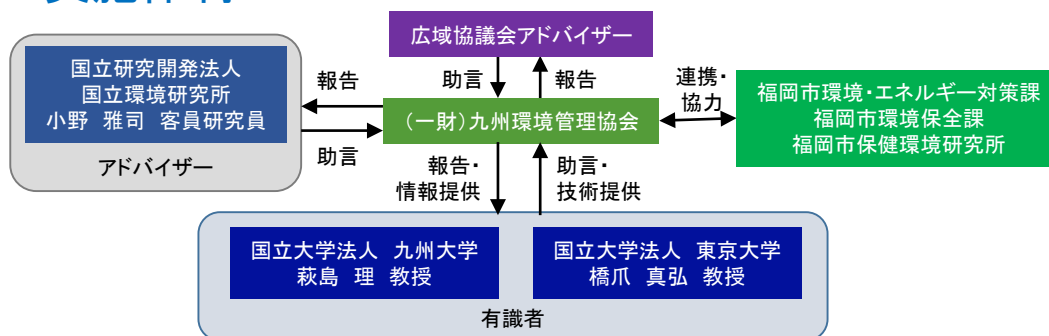 広域協議会アドバイザー
国立研究開発法人
国立環境研究所
小野 雅司 客員研究員
アドバイザー
報告
助言
助言
報告
(一財)九州環境管理協会
連携・
協力
福岡市環境・エネルギー対策課
福岡市環境保全課
福岡市保健環境研究所
報告・
情報提供
助言・
技術提供
国立大学法人 九州大学
萩島 理 教授
国立大学法人 東京大学
橋爪 真弘 教授
有識者